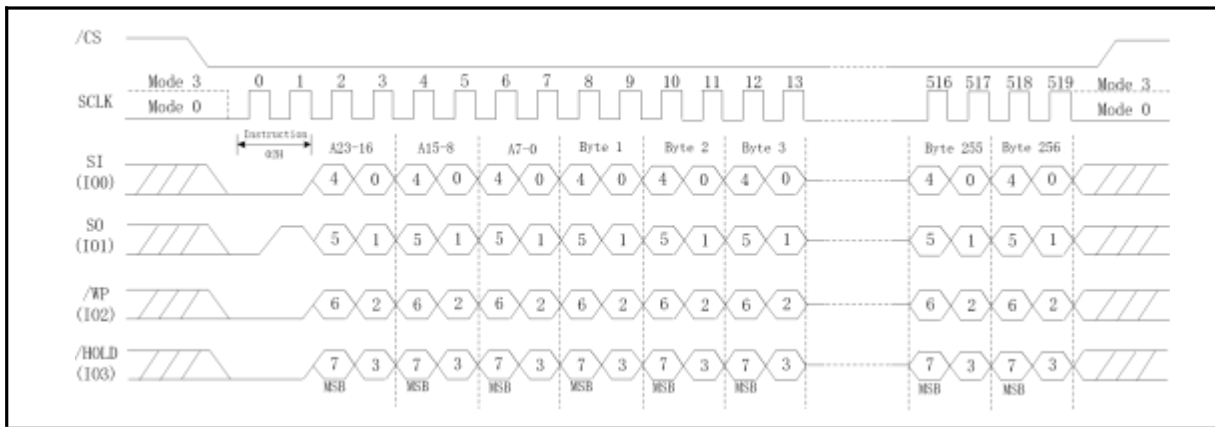 /CS
Mode 3 0 1 2 3 4 5 6 7 8 9 10 11 12 13 516 517 518 519 Mode 3
SCLK
Mode 0 Mode 0
Instruction
A23-16 A15-8 A7-0 Byte 1 Byte 2 Byte 3 Byte 255 Byte 256
SI
(IO0) 4 0 4 0 4 0 4 0 4 0 4 0 4 0 4 0
SO
(IO1) 5 1 5 1 5 1 5 1 5 1 5 1 5 1 5 1
/WP
(IO2) 6 2 6 2 6 2 6 2 6 2 6 2 6 2 6 2
/HOLD
(IO3) 7 3 7 3 7 3 7 3 7 3 7 3 7 3 7 3
MSB MSB MSB MSB MSB MSB MSB MSB